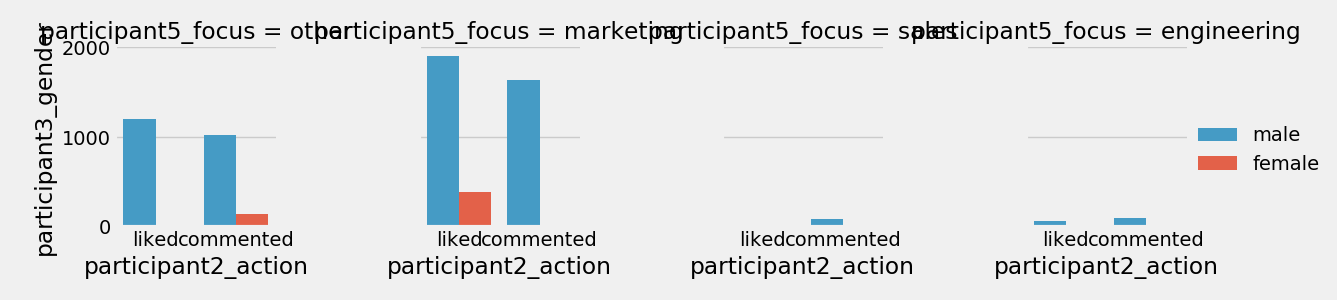 participant5_focus = other
participant5_focus = marketing
participant5_focus = sales
participant5_focus = engineering
participant3_gender
2000
1000
0
liked commented
liked commented
liked commented
liked commented
participant2_action
participant2_action
participant2_action
participant2_action
male
female